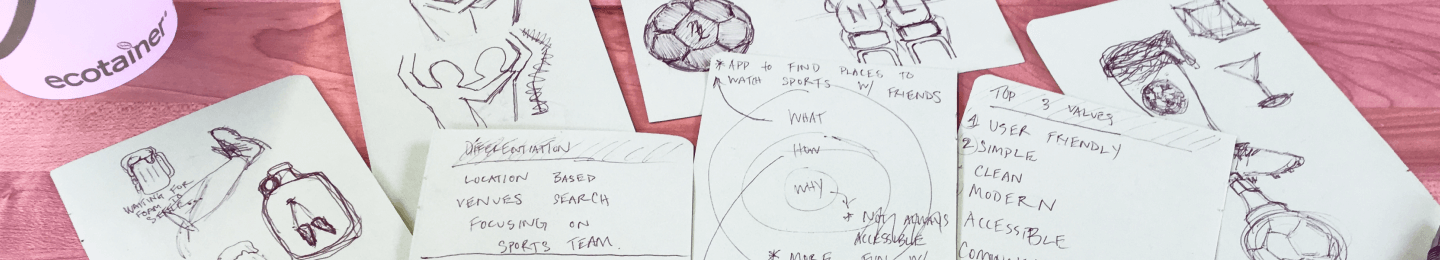 ecotainer
WAITING FOR
FOAM TO
SETTLE...
DIFFERENTIATION
LOCATION BASED
VENUES SEARCH
FOCUSING ON
SPORTS TEAM.
* APP TO FIND PLACES TO
WATCH SPORTS W/ FRIENDS
WHAT
HOW
WHY
* NOT ALWAYS
ACCESSIBLE
* MORE FUN W/
TOP 3 VALUES
1 USER FRIENDLY
2) SIMPLE
CLEAN
MODERN
ACCESSIBLE